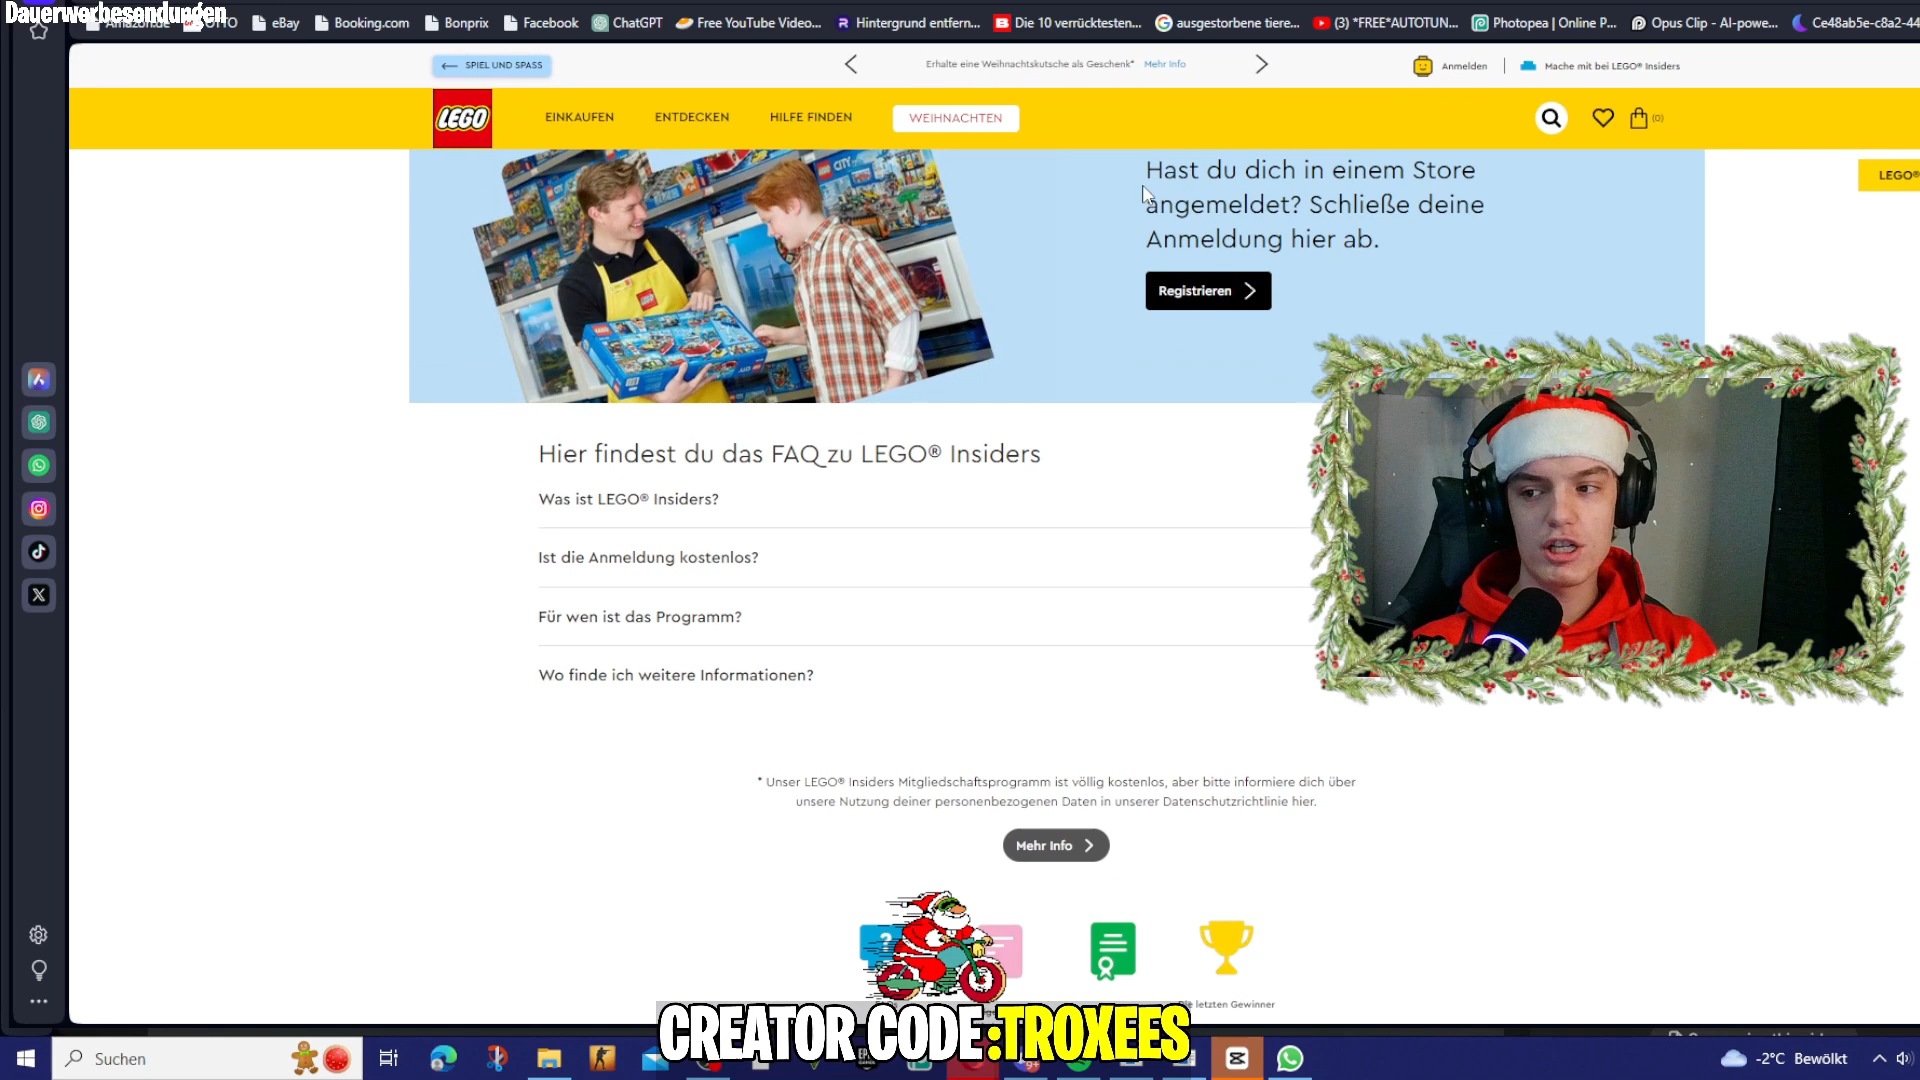 Dauerwerbesendungen
OTTO
eBay
Booking.com
Bonprix
Facebook
ChatGPT
Free YouTube Video...
Hintergrund entfern...
Die 10 verrücktesten...
ausgestorbene tiere...
(3) *FREE*AUTOTUN...
Photopea | Online P...
Opus Clip - AI-powe...
Ce48ab5e-c8a2-44
SPIEL UND SPASS
Erhalte eine Weihnachtskutsche als Geschenk* Mehr Info
Anmelden
Mache mit bei LEGO® Insiders
LEGO
EINKAUFEN
ENTDECKEN
HILFE FINDEN
WEIHNACHTEN
(0)
Hast du dich in einem Store
angemeldet? Schließe deine
Anmeldung hier ab.
Registrieren
LEGO®
CITY
Hier findest du das FAQ zu LEGO® Insiders
Was ist LEGO® Insiders?
Ist die Anmeldung kostenlos?
Für wen ist das Programm?
Wo finde ich weitere Informationen?
* Unser LEGO® Insiders Mitgliedschaftsprogramm ist völlig kostenlos, aber bitte informiere dich über
unsere Nutzung deiner personenbezogenen Daten in unserer Datenschutzrichtlinie hier.
Mehr Info
letzten Gewinner
CREATOR CODE:TROXEES
Suchen
-2°C Bewölkt